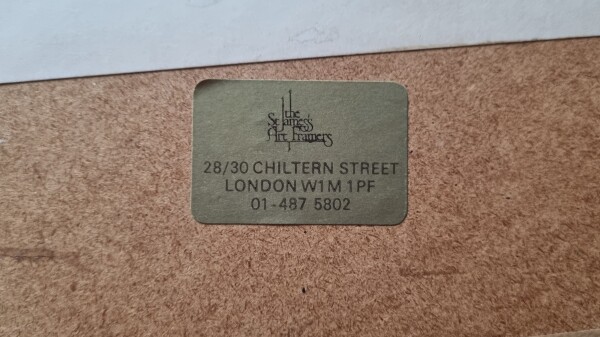 the
St James's
Art Framers
28/30 CHILTERN STREET
LONDON W1M 1PF
01-487 5802